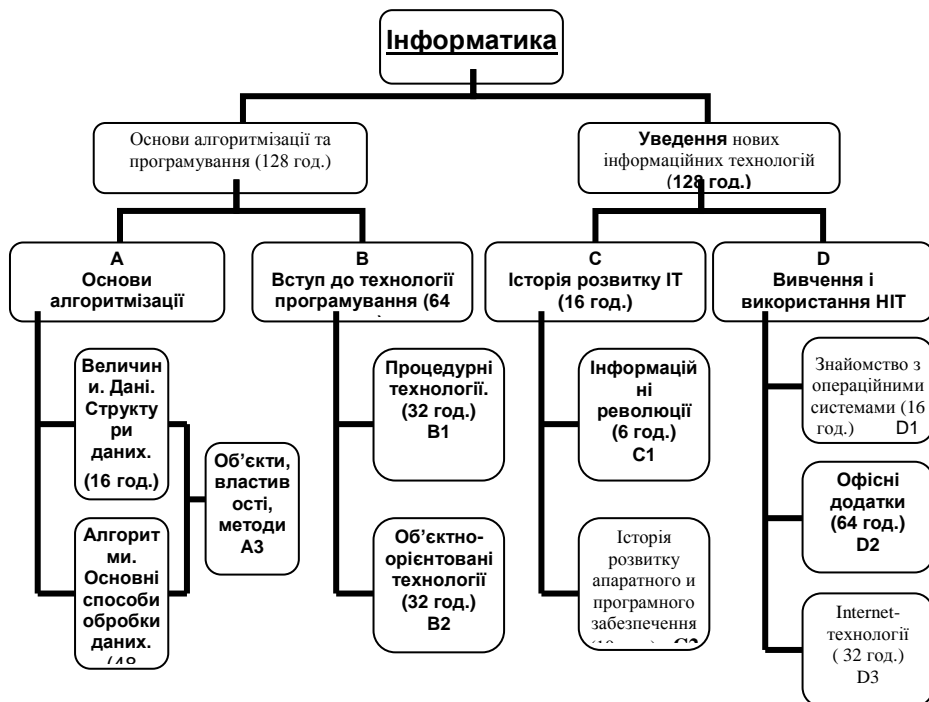 Інформатика
Основи алгоритмізації та
програмування (128 год.)
Уведення нових
інформаційних технологій
(128 год.)
A
Основи
алгоритмізації
B
Вступ до технології
програмування (64
C
Історія розвитку ІТ
(16 год.)
D
Вивчення і
використання НІТ
Величин
и. Дані.
Структу
ри
даних.
(16 год.)
Алгорит
ми.
Основні
способи
обробки
даних.
(48
Об’єкти,
властив
ості,
методи
A3
Процедурні
технології.
(32 год.)
B1
Об’єктно-
орієнтовані
технології
(32 год.)
B2
Інформацій
ні
революції
(6 год.)
C1
Історія
розвитку
апаратного и
програмного
забезпечення
C2
Знайомство з
операційними
системами (16
год.) D1
Офісні
додатки
(64 год.)
D2
Internet-
технології
( 32 год.)
D3